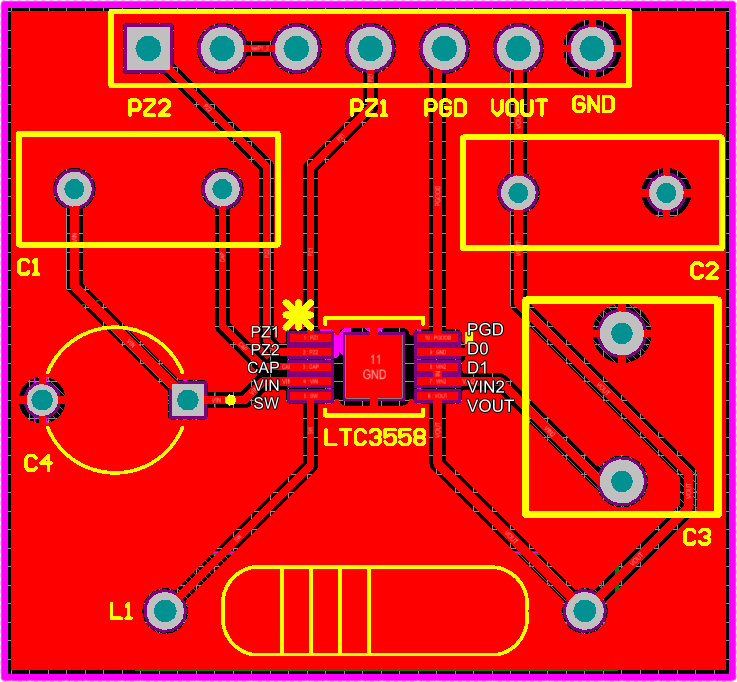 PZ2 PZ1 PGD VOUT GND
C1
C2
PZ1
PZ2
CAP
VIN
SW
11
GND
PGD
D0
D1
VIN2
VOUT
LTC3558
C4
C3
L1